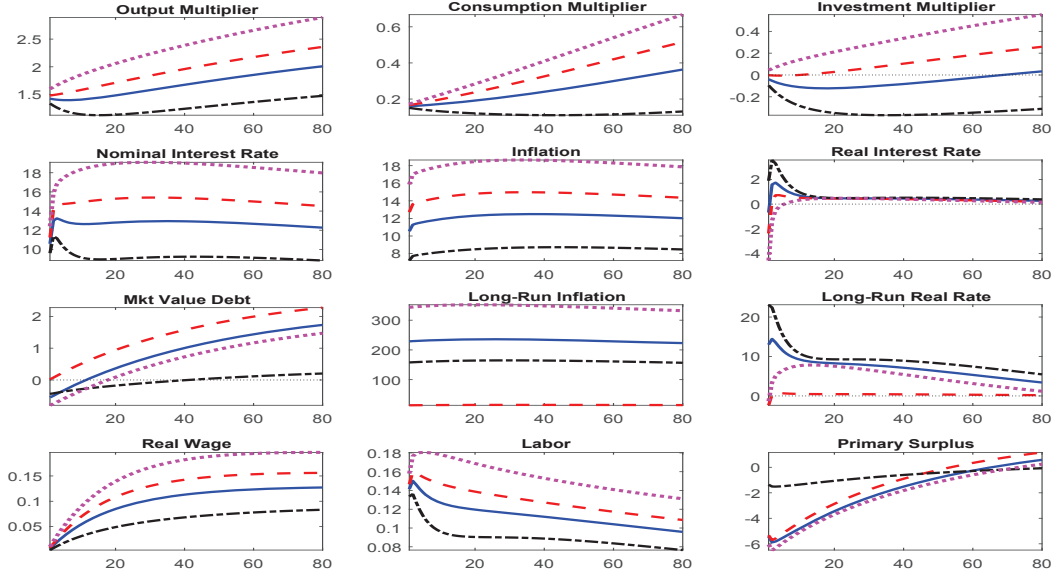 Output Multiplier
2.5
2
1.5
20 40 60 80
Consumption Multiplier
0.6
0.4
0.2
20 40 60 80
Investment Multiplier
0.4
0.2
0
-0.2
20 40 60 80
Nominal Interest Rate
18
16
14
12
10
20 40 60 80
Inflation
18
16
14
12
10
8
20 40 60 80
Real Interest Rate
2
0
-2
-4
20 40 60 80
Mkt Value Debt
2
1
0
20 40 60 80
Long-Run Inflation
300
200
100
20 40 60 80
Long-Run Real Rate
20
10
0
20 40 60 80
Real Wage
0.15
0.1
0.05
20 40 60 80
Labor
0.18
0.16
0.14
0.12
0.1
0.08
20 40 60 80
Primary Surplus
0
-2
-4
-6
20 40 60 80